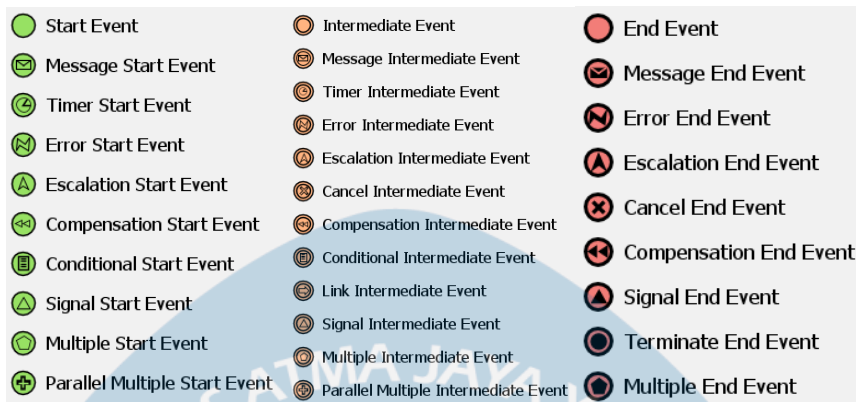 Start Event
Message Start Event
Timer Start Event
Error Start Event
Escalation Start Event
Compensation Start Event
Conditional Start Event
Signal Start Event
Multiple Start Event
Parallel Multiple Start Event
Intermediate Event
Message Intermediate Event
Timer Intermediate Event
Error Intermediate Event
Escalation Intermediate Event
Cancel Intermediate Event
Compensation Intermediate Event
Conditional Intermediate Event
Link Intermediate Event
Signal Intermediate Event
Multiple Intermediate Event
Parallel Multiple Intermediate Event
End Event
Message End Event
Error End Event
Escalation End Event
Cancel End Event
Compensation End Event
Signal End Event
Terminate End Event
Multiple End Event